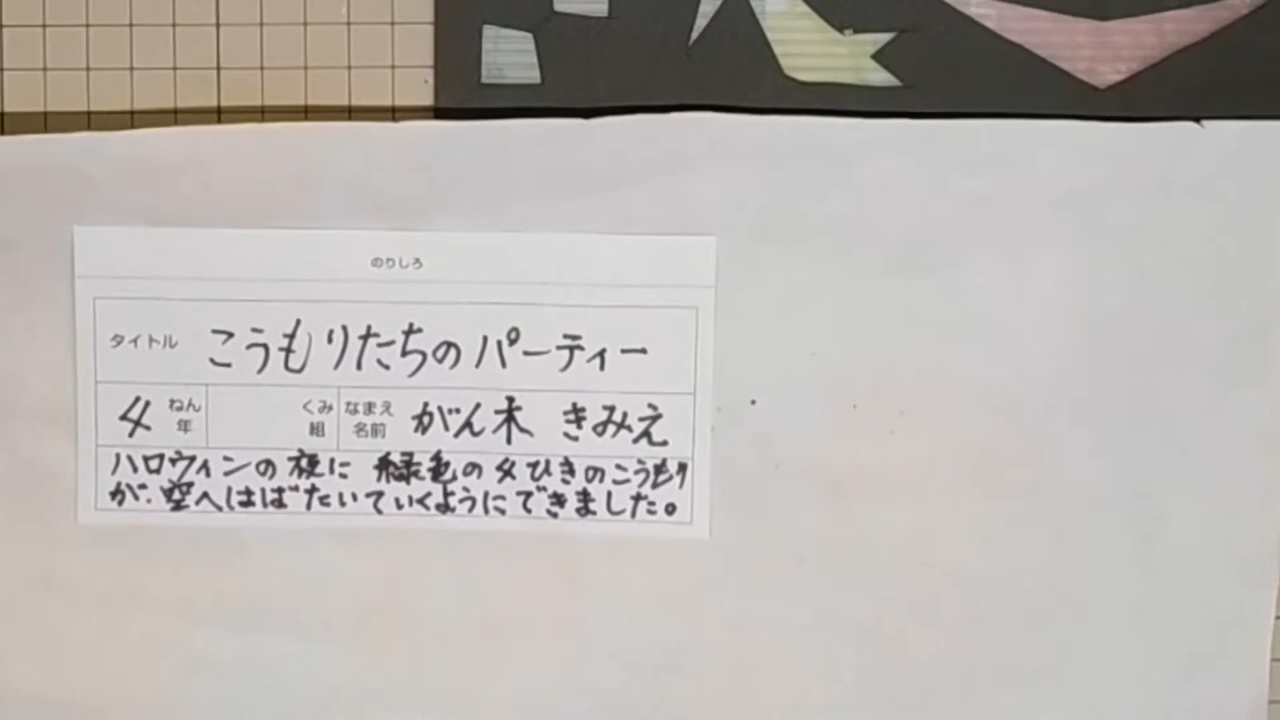 のりしろ
タイトル こうもりたちのパーティー
4 ねん 年 くみ 組 なまえ 名前 がん木 きみえ
ハロウィンの夜に 緑色の4ひきのこうもり
が、空へはばたいていくようにできました。